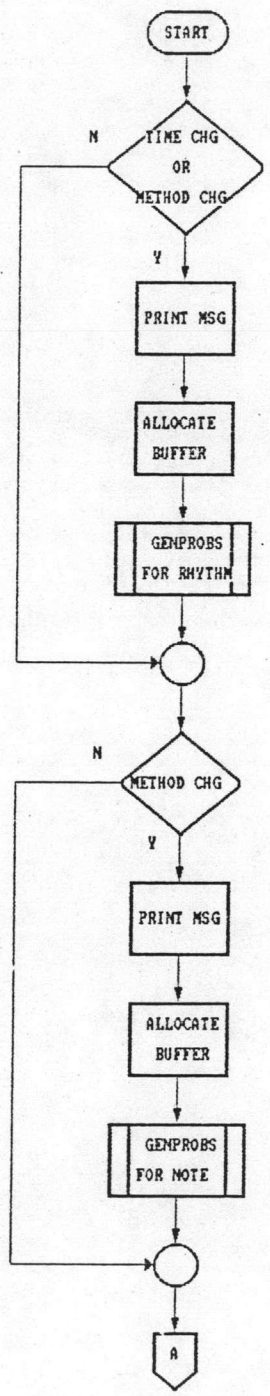 START
N
TIME CHG
OR
METHOD CHG
Y
PRINT MSG
ALLOCATE
BUFFER
GENPROBS
FOR RHYTHM
N
METHOD CHG
Y
PRINT MSG
ALLOCATE
BUFFER
GENPROBS
FOR NOTE
A